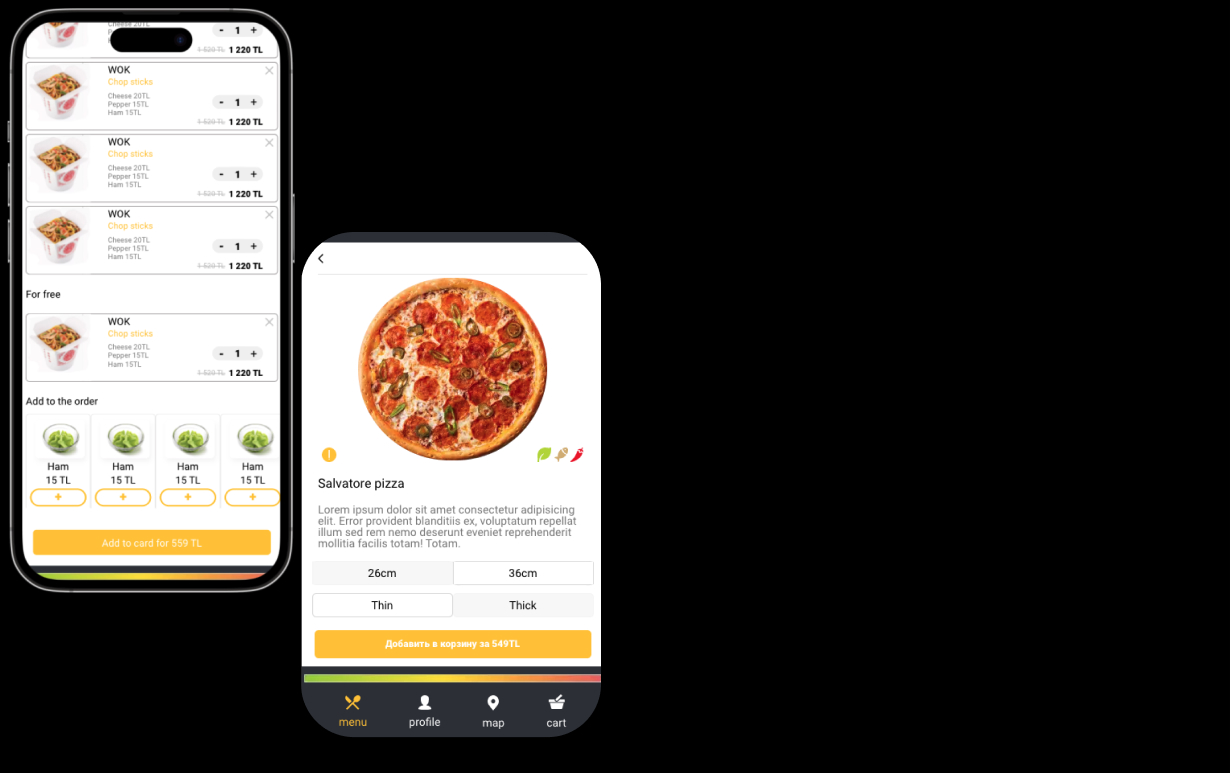 Cheese 20TL
- 1 +
1 520 TL 1 220 TL
WOK
Chop sticks
Cheese 20TL
Pepper 15TL
Ham 15TL
- 1 +
1 520 TL 1 220 TL
WOK
Chop sticks
Cheese 20TL
Pepper 15TL
Ham 15TL
- 1 +
1 520 TL 1 220 TL
WOK
Chop sticks
Cheese 20TL
Pepper 15TL
Ham 15TL
- 1 +
1 520 TL 1 220 TL
For free
WOK
Chop sticks
Cheese 20TL
Pepper 15TL
Ham 15TL
- 1 +
1 520 TL 1 220 TL
Add to the order
Ham Ham Ham Ham
15 TL 15 TL 15 TL 15 TL
+ + + +
Add to card for 559 TL
Salvatore pizza
Lorem ipsum dolor sit amet consectetur adipisicing
elit. Error provident blanditiis ex, voluptatum repellat
illum sed rem nemo deserunt eveniet reprehenderit
mollitia facilis totam! Totam.
26cm 36cm
Thin Thick
Добавить в корзину за 549TL
menu profile map cart